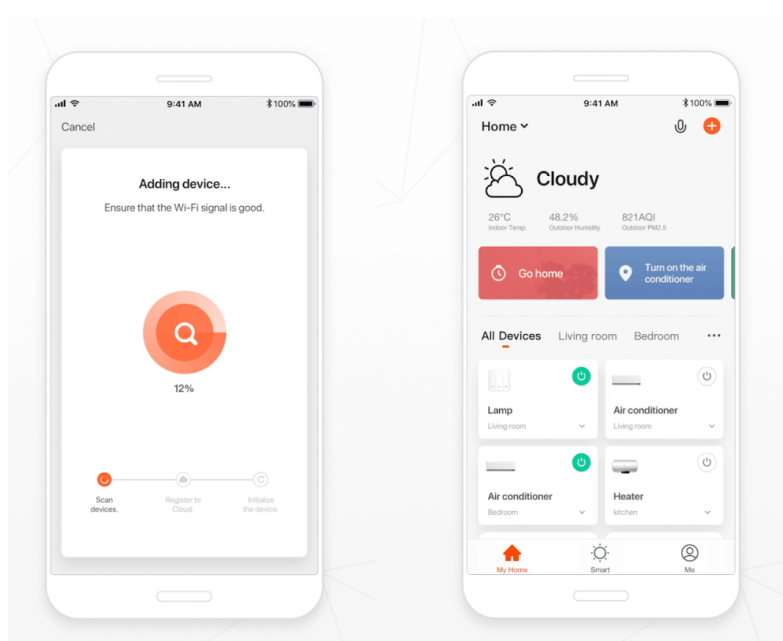 9:41 AM
100%
Cancel
Adding device...
Ensure that the Wi-Fi signal is good.
12%
Scan
devices.
Register to
Cloud.
Initialize
the device.
9:41 AM
100%
Home
Cloudy
26°C
Indoor Temp.
48.2%
Outdoor Humidity
821AQI
Outdoor PM2.5
Go home
Turn on the air
conditioner
All Devices
Living room
Bedroom
Lamp
Living room
Air conditioner
Living room
Air conditioner
Bedroom
Heater
kitchen
My Home
Smart
Me